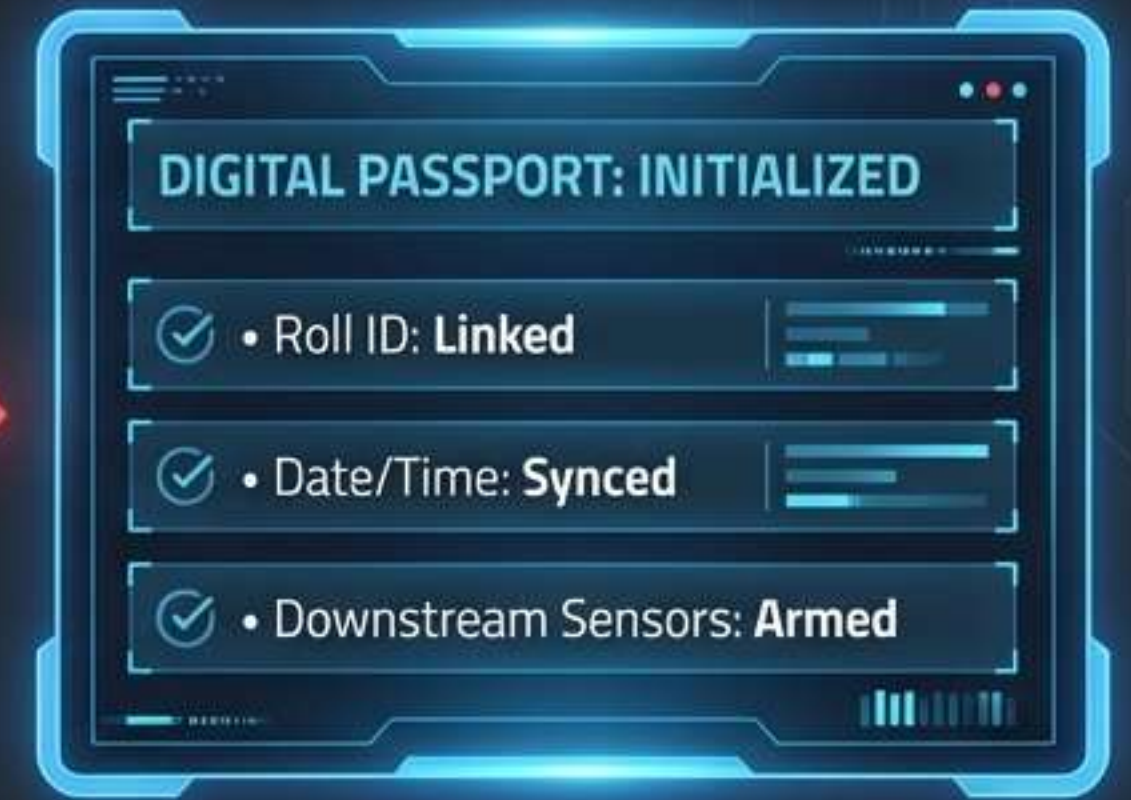 DIGITAL PASSPORT: INITIALIZED
• Roll ID: Linked
• Date/Time: Synced
• Downstream Sensors: Armed